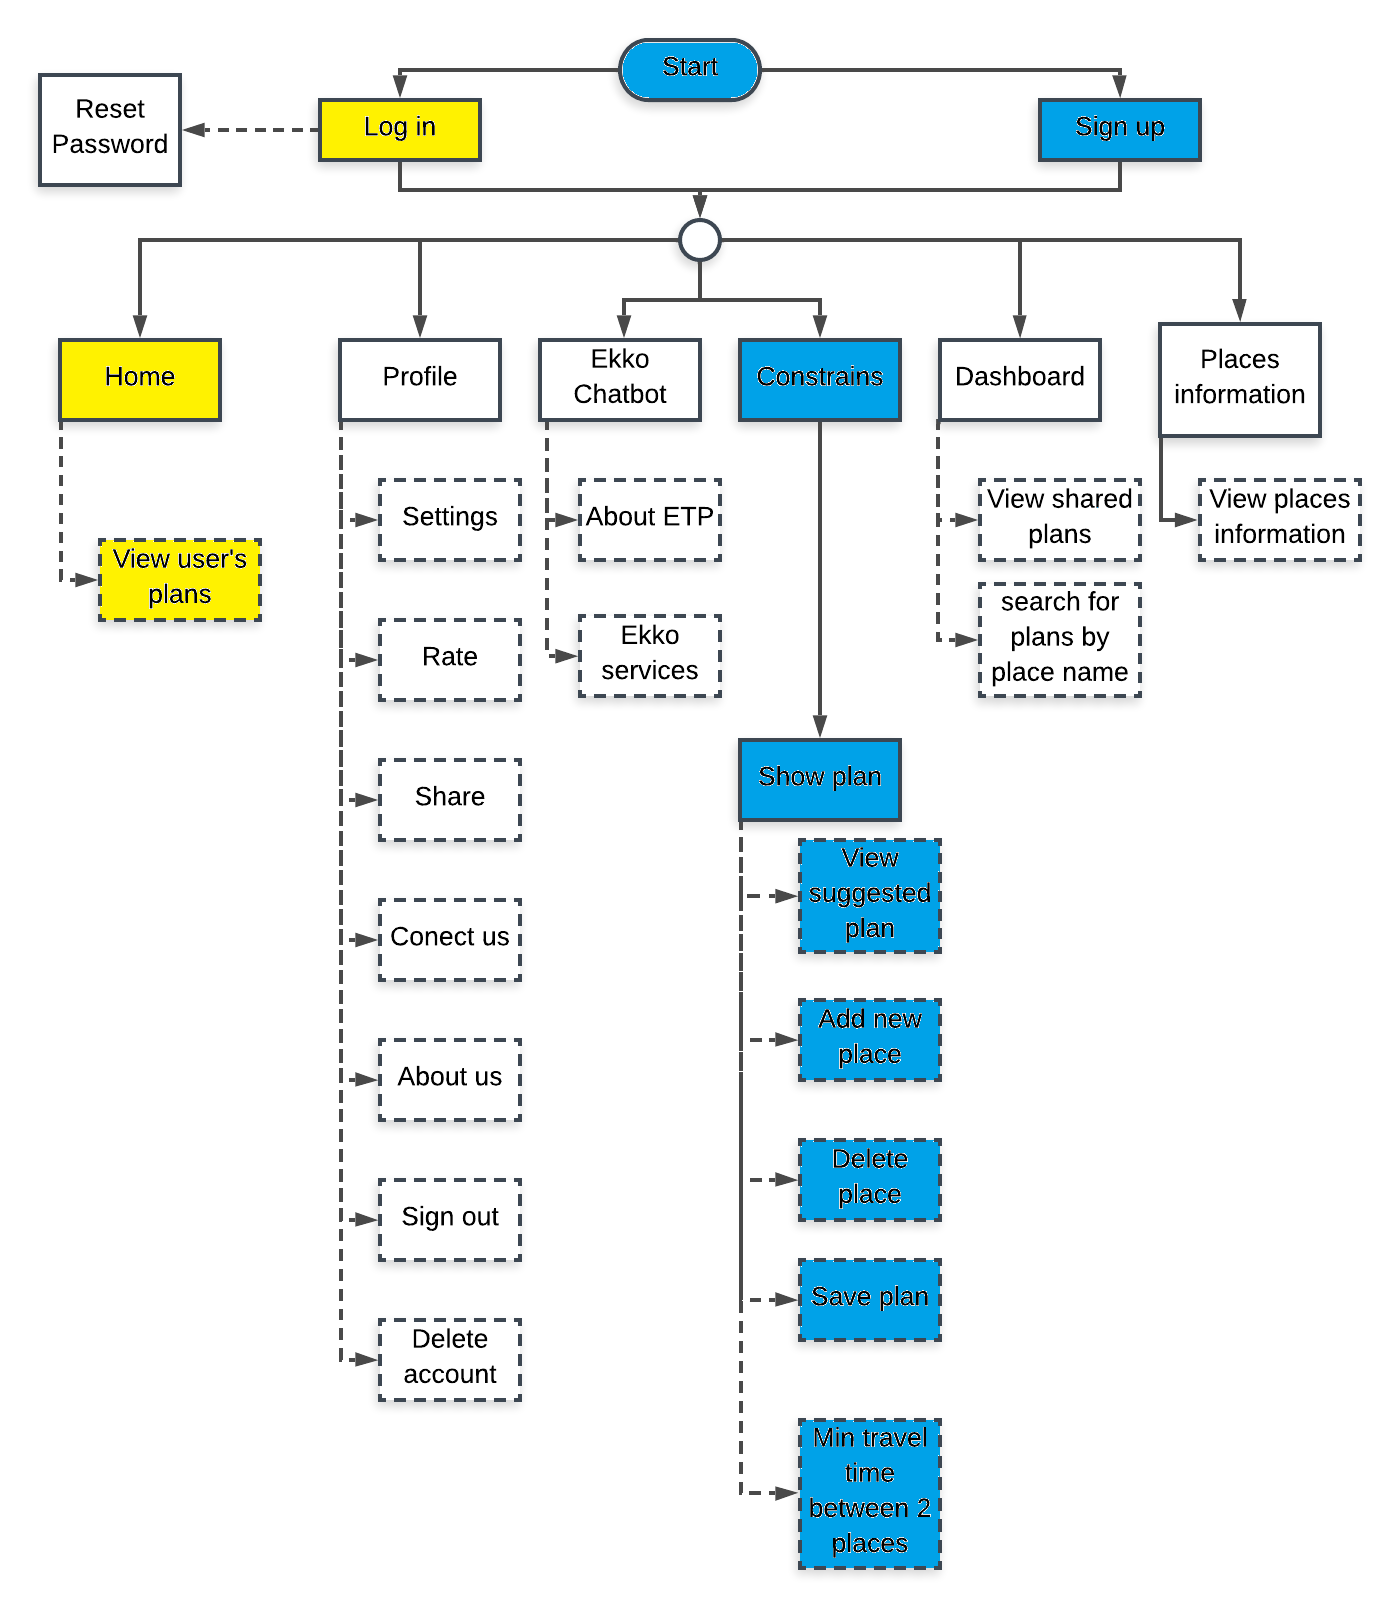 Start
Log in
Sign up
Reset
Password
Home
Profile
Ekko
Chatbot
Constrains
Dashboard
Places
information
View user's
plans
Settings
Rate
Share
Conect us
About us
Sign out
Delete
account
About ETP
Ekko
services
Show plan
View
suggested
plan
Add new
place
Delete
place
Save plan
Min travel
time
between 2
places
View shared
plans
search for
plans by
place name
View places
information